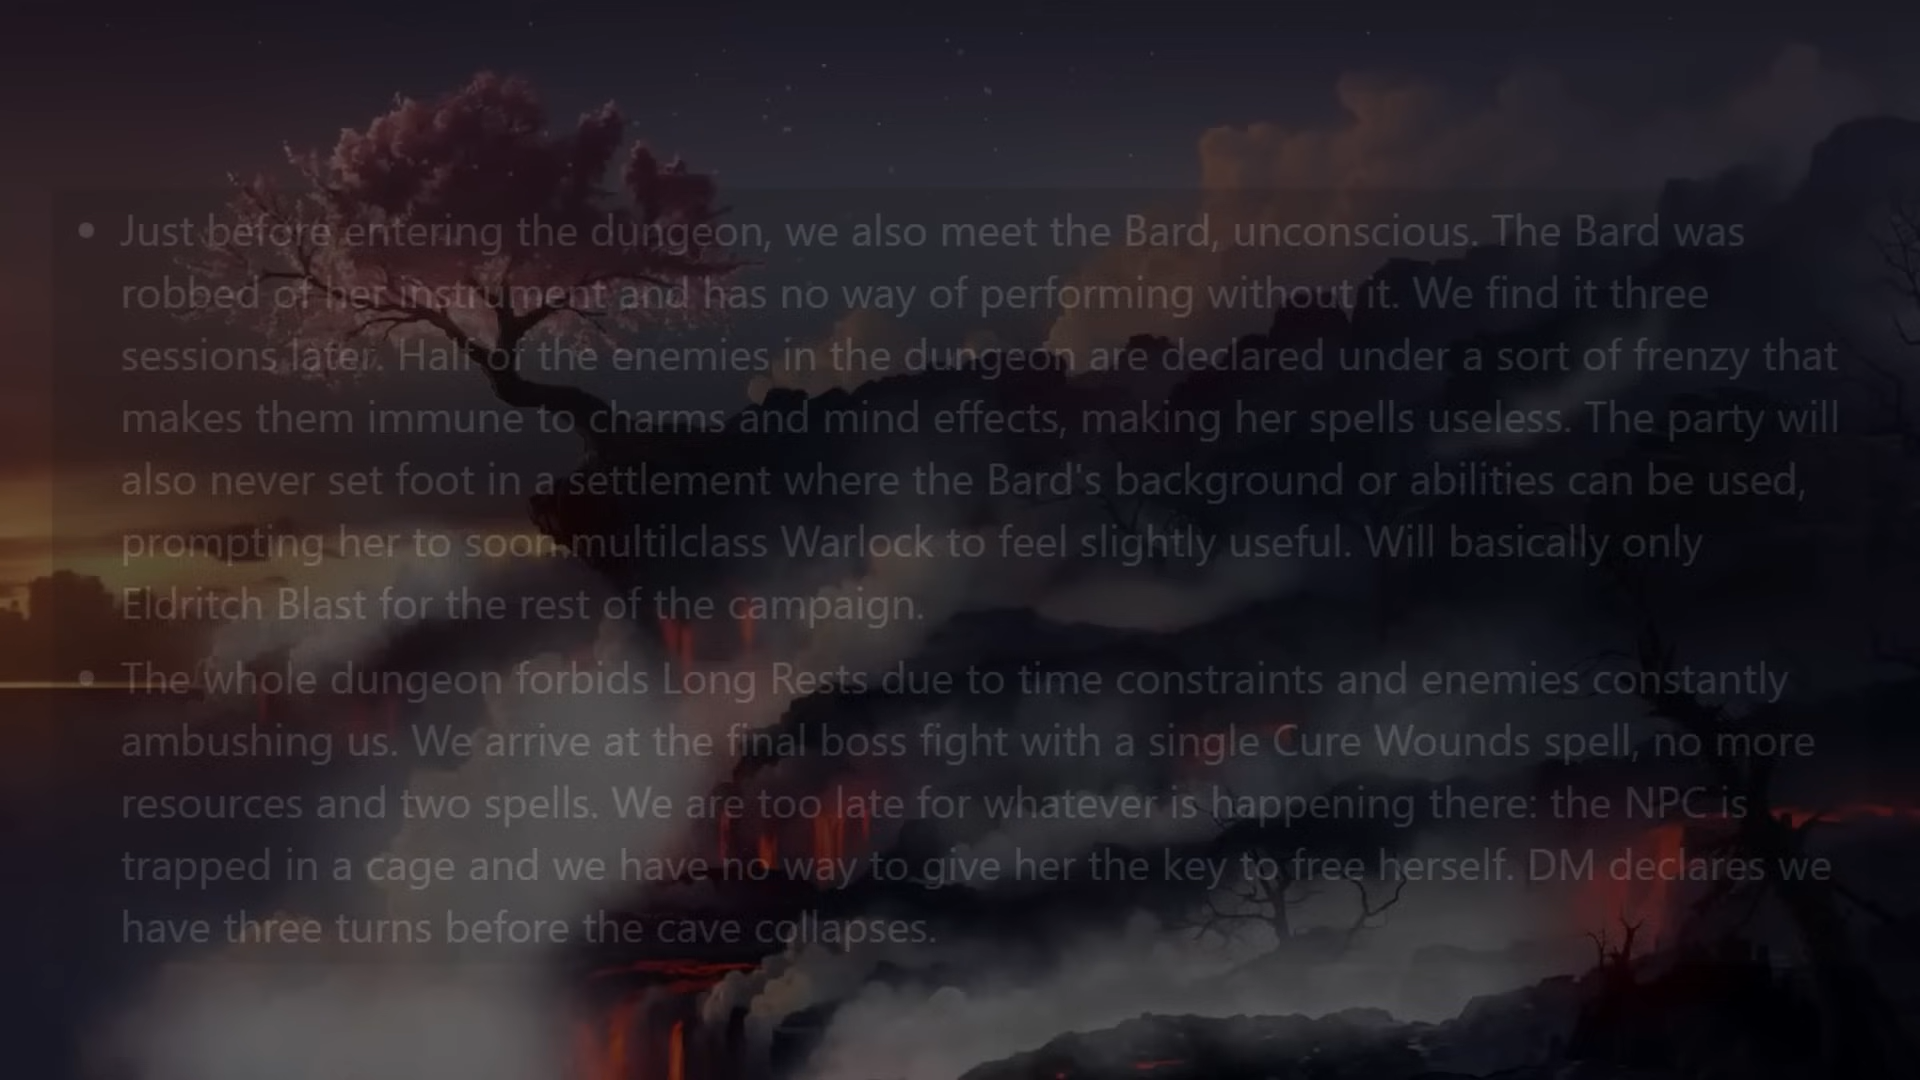 • Just before entering the dungeon, we also meet the Bard, unconscious. The Bard was
robbed of her instrument and has no way of performing without it. We find it three
sessions later. Half of the enemies in the dungeon are declared under a sort of frenzy that
makes them immune to charms and mind effects, making her spells useless. The party will
also never set foot in a settlement where the Bard's background or abilities can be used,
prompting her to soon multilclass Warlock to feel slightly useful. Will basically only
Eldritch Blast for the rest of the campaign.
• The whole dungeon forbids Long Rests due to time constraints and enemies constantly
ambushing us. We arrive at the final boss fight with a single Cure Wounds spell, no more
resources and two spells. We are too late for whatever is happening there: the NPC is
trapped in a cage and we have no way to give her the key to free herself. DM declares we
have three turns before the cave collapses.